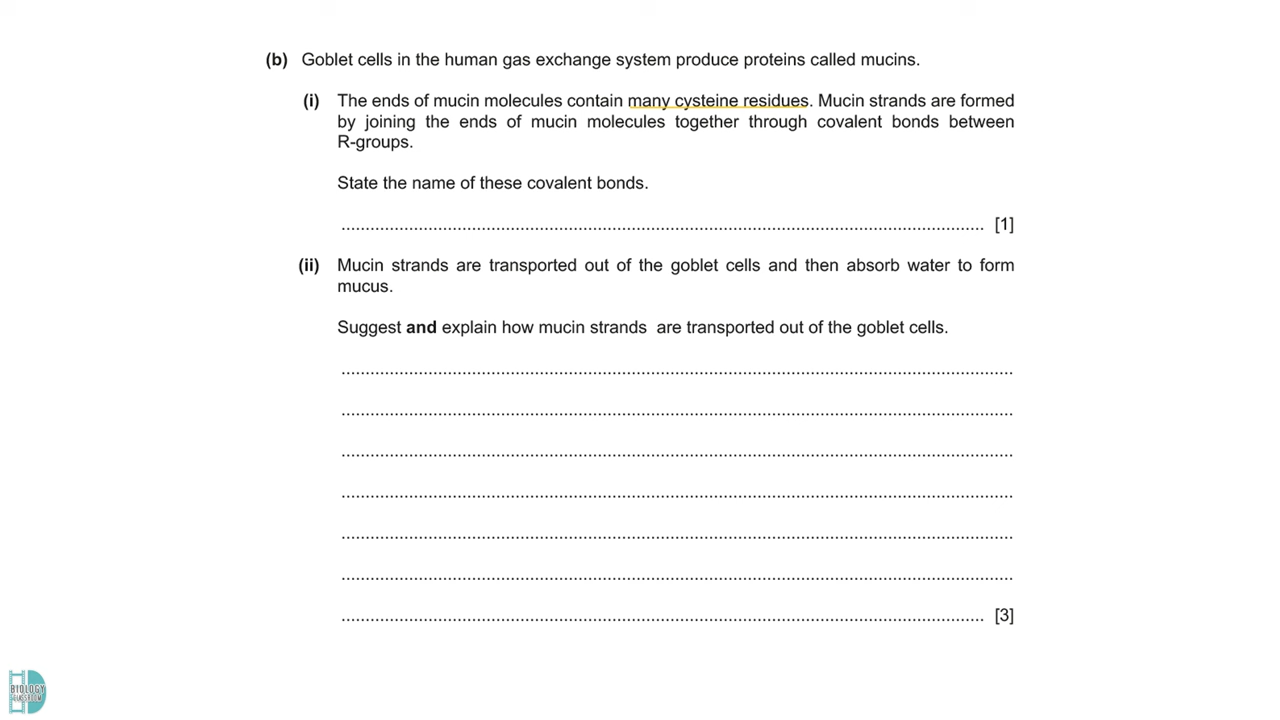 (b) Goblet cells in the human gas exchange system produce proteins called mucins.
(i) The ends of mucin molecules contain many cysteine residues. Mucin strands are formed
by joining the ends of mucin molecules together through covalent bonds between
R-groups.
State the name of these covalent bonds.
.................................................................................................................................... [1]
(ii) Mucin strands are transported out of the goblet cells and then absorb water to form
mucus.
Suggest and explain how mucin strands are transported out of the goblet cells.
..........................................................................................................................................
..........................................................................................................................................
..........................................................................................................................................
..........................................................................................................................................
..........................................................................................................................................
..........................................................................................................................................
.................................................................................................................................... [3]
BIOLOGY
CLASSROOM